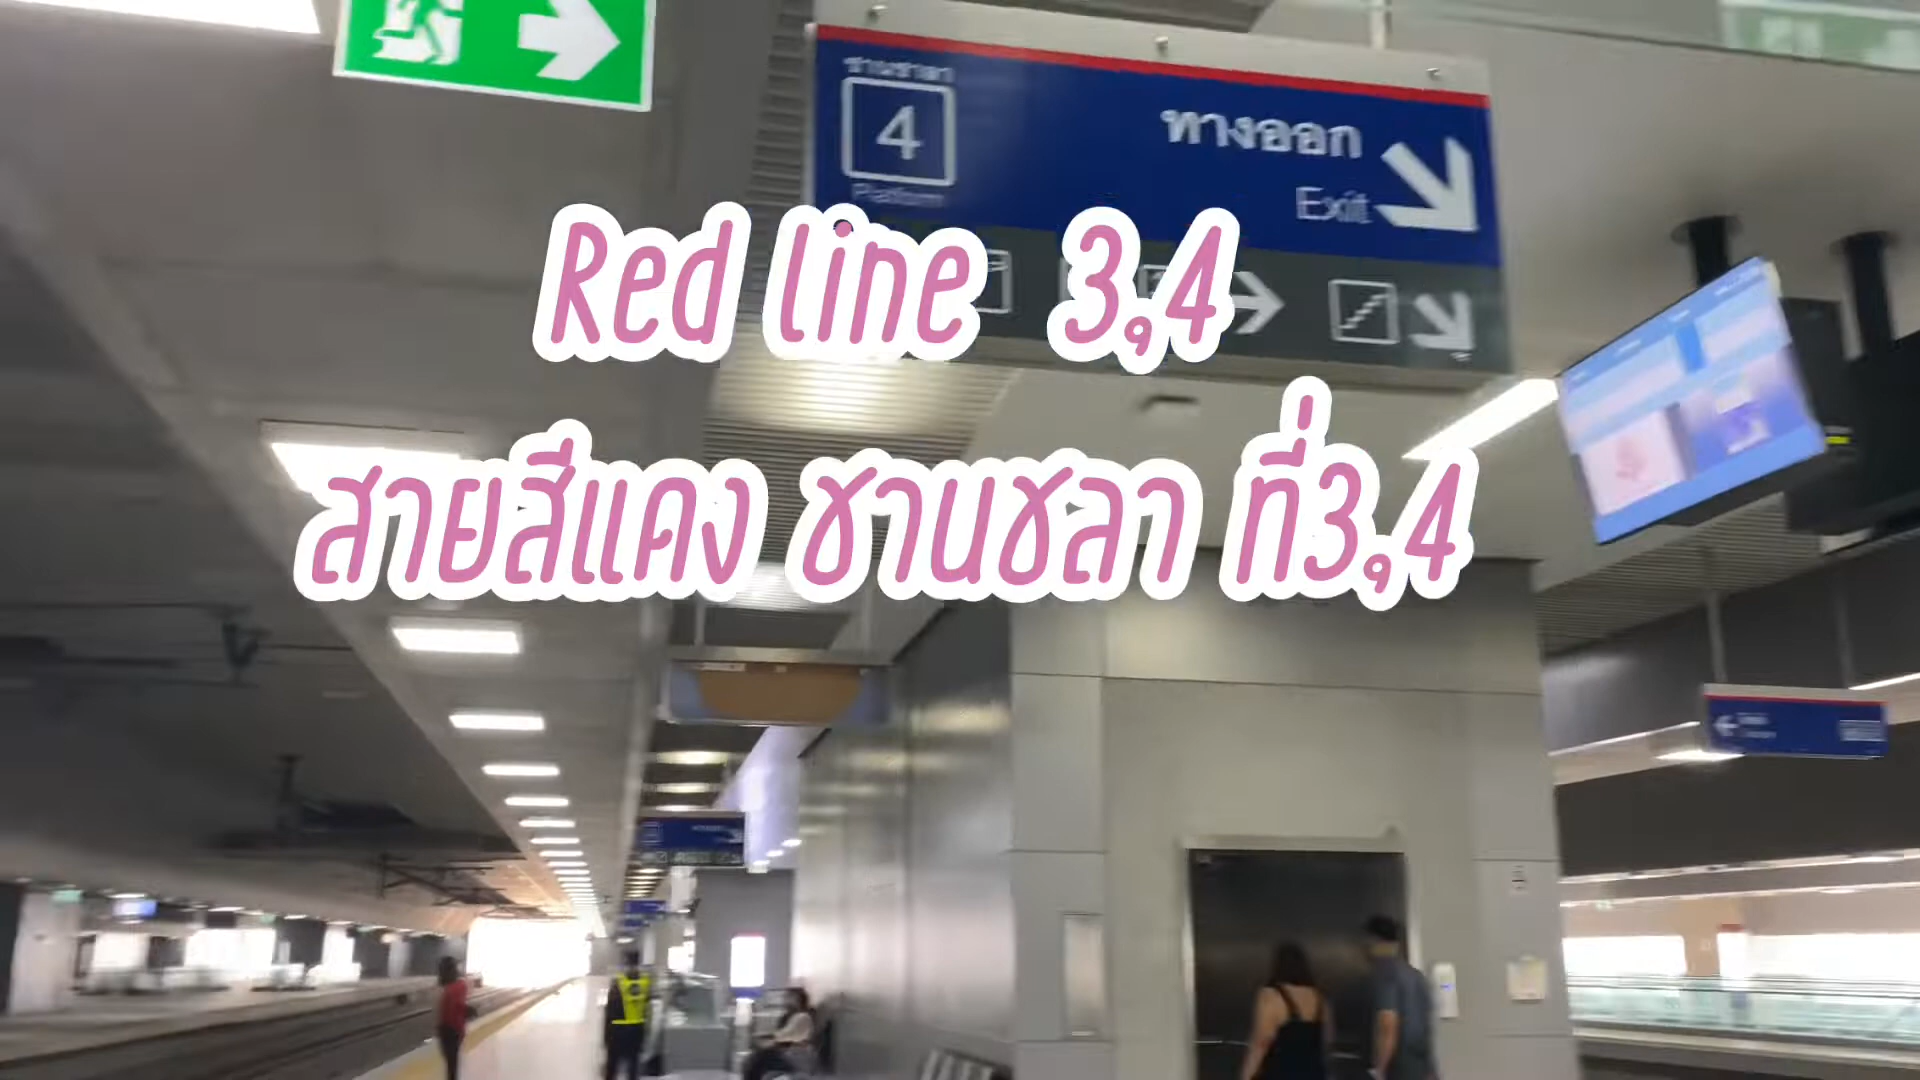 ชานชาลา
4
Platform
ทางออก
Exit
Red line 3,4
สายสีแดง ชานชลา ที่3,4